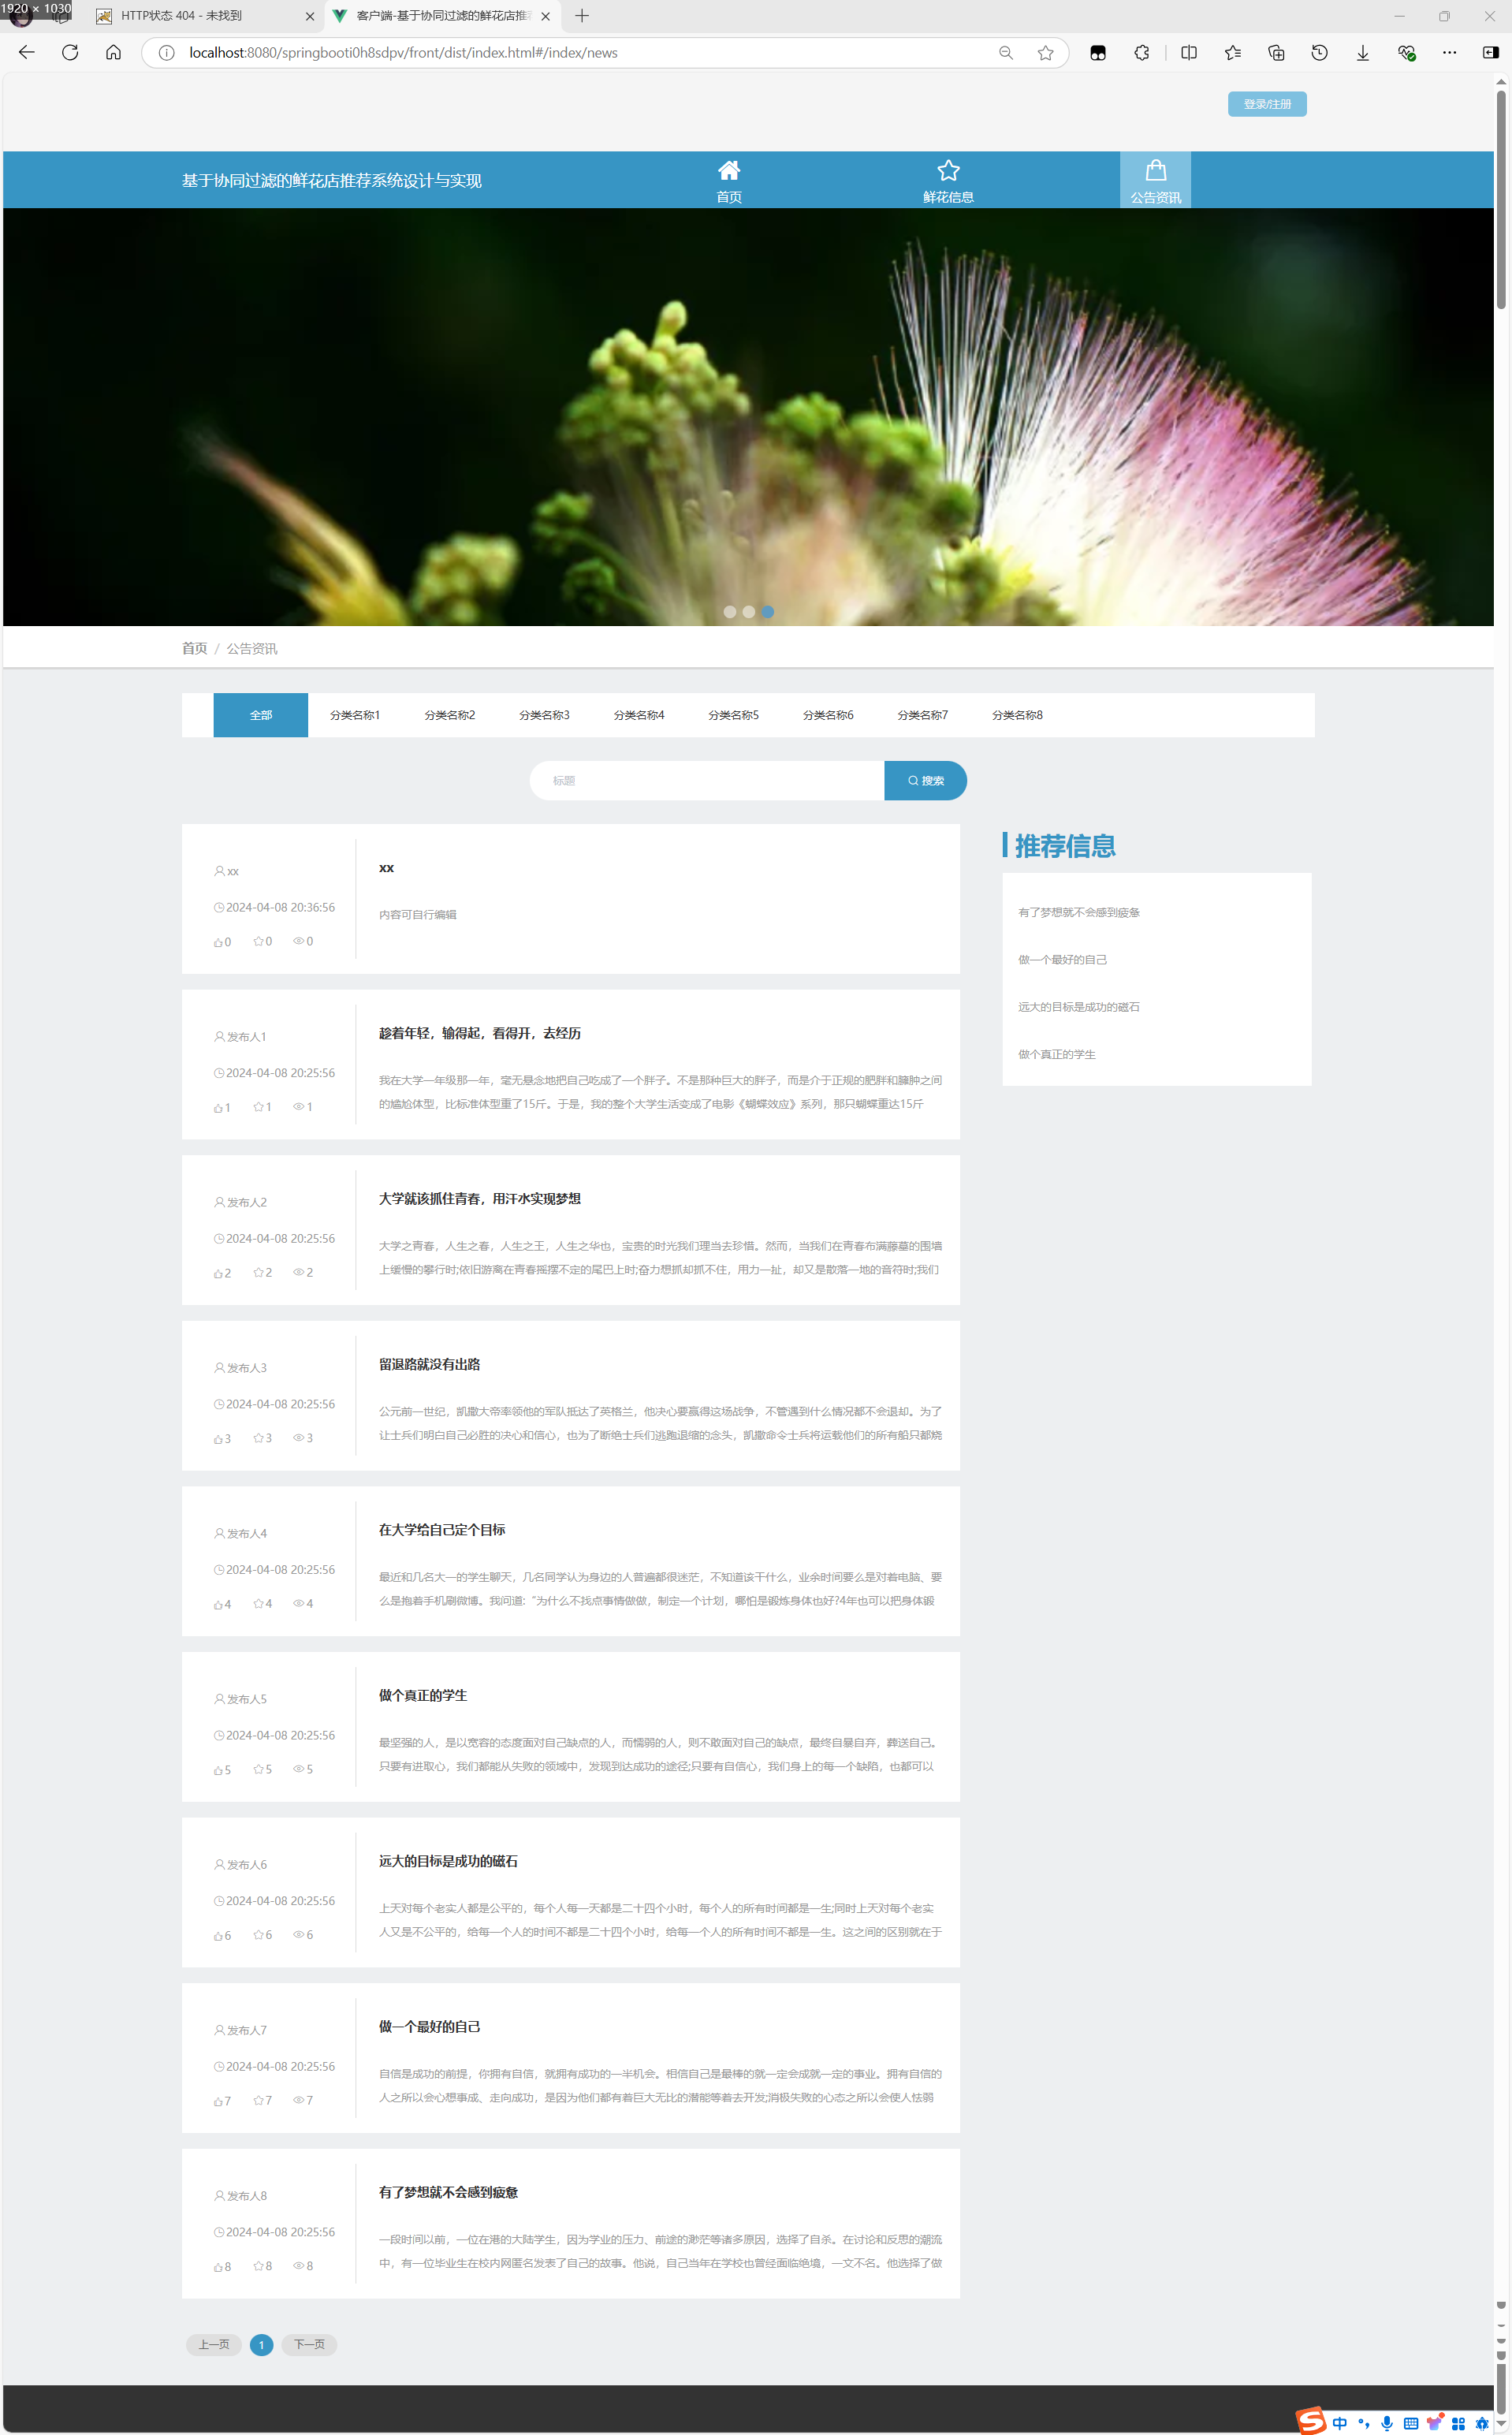 1920 × 1030
HTTP状态 404 - 未找到
客户端-基于协同过滤的鲜花店推
localhost:8080/springbooti0h8sdpv/front/dist/index.html#/index/news
登录/注册
基于协同过滤的鲜花店推荐系统设计与实现
首页
鲜花信息
公告资讯
首页 / 公告资讯
全部
分类名称1
分类名称2
分类名称3
分类名称4
分类名称5
分类名称6
分类名称7
分类名称8
标题
搜索
xx
2024-04-08 20:36:56
0 0 0
xx
内容可自行编辑
发布人1
2024-04-08 20:25:56
1 1 1
趁着年轻，输得起，看得开，去经历
我在大学一年级那一年，毫无悬念地把自己吃成了一个胖子。不是那种巨大的胖子，而是介于正规的肥胖和臃肿之间
的尴尬体型，比标准体型重了15斤。于是，我的整个大学生活变成了电影《蝴蝶效应》系列，那只蝴蝶重达15斤
发布人2
2024-04-08 20:25:56
2 2 2
大学就该抓住青春，用汗水实现梦想
大学之青春，人生之春，人生之王，人生之华也，宝贵的时光我们理当去珍惜。然而，当我们在青春布满藤蔓的围墙
上缓慢的攀行时;依旧游离在青春摇摆不定的尾巴上时;奋力想抓却抓不住，用力一扯，却又是散落一地的音符时;我们
发布人3
2024-04-08 20:25:56
3 3 3
留退路就没有出路
公元前一世纪，凯撒大帝率领他的军队抵达了英格兰，他决心要赢得这场战争，不管遇到什么情况都不会退却。为了
让士兵们明白自己必胜的决心和信心，也为了断绝士兵们逃跑退缩的念头，凯撒命令士兵将运载他们的所有船只都烧
发布人4
2024-04-08 20:25:56
4 4 4
在大学给自己定个目标
最近和几名大一的学生聊天，几名同学认为身边的人普遍都很迷茫，不知道该干什么，业余时间要么是对着电脑、要
么是抱着手机刷微博。我问道: "为什么不找点事情做做，制定一个计划，哪怕是锻炼身体也好?4年也可以把身体锻
发布人5
2024-04-08 20:25:56
5 5 5
做个真正的学生
最坚强的人，是以宽容的态度面对自己缺点的人，而懦弱的人，则不敢面对自己的缺点，最终自暴自弃，葬送自己。
只要有进取心，我们都能从失败的领域中，发现到达成功的途径;只要有自信心，我们身上的每一个缺陷，也都可以
发布人6
2024-04-08 20:25:56
6 6 6
远大的目标是成功的磁石
上天对每个老实人都是公平的，每个人每一天都是二十四个小时，每个人的所有时间都是一生;同时上天对每个老实
人又是不公平的，给每一个人的时间不都是二十四个小时，给每一个人的所有时间不都是一生。这之间的区别就在于
发布人7
2024-04-08 20:25:56
7 7 7
做一个最好的自己
自信是成功的前提，你拥有自信，就拥有成功的一半机会。相信自己是最棒的就一定会成就一定的事业。拥有自信的
人之所以会心想事成、走向成功，是因为他们都有着巨大无比的潜能等着去开发;消极失败的心态之所以会使人怯弱
发布人8
2024-04-08 20:25:56
8 8 8
有了梦想就不会感到疲惫
一段时间以前，一位在港的大陆学生，因为学业的压力、前途的渺茫等诸多原因，选择了自杀。在讨论和反思的潮流
中，有一位毕业生在校内网匿名发表了自己的故事。他说，自己当年在学校也曾经面临绝境，一文不名。他选择了做
推荐信息
有了梦想就不会感到疲惫
做一个最好的自己
远大的目标是成功的磁石
做个真正的学生
上一页
1
下一页
中